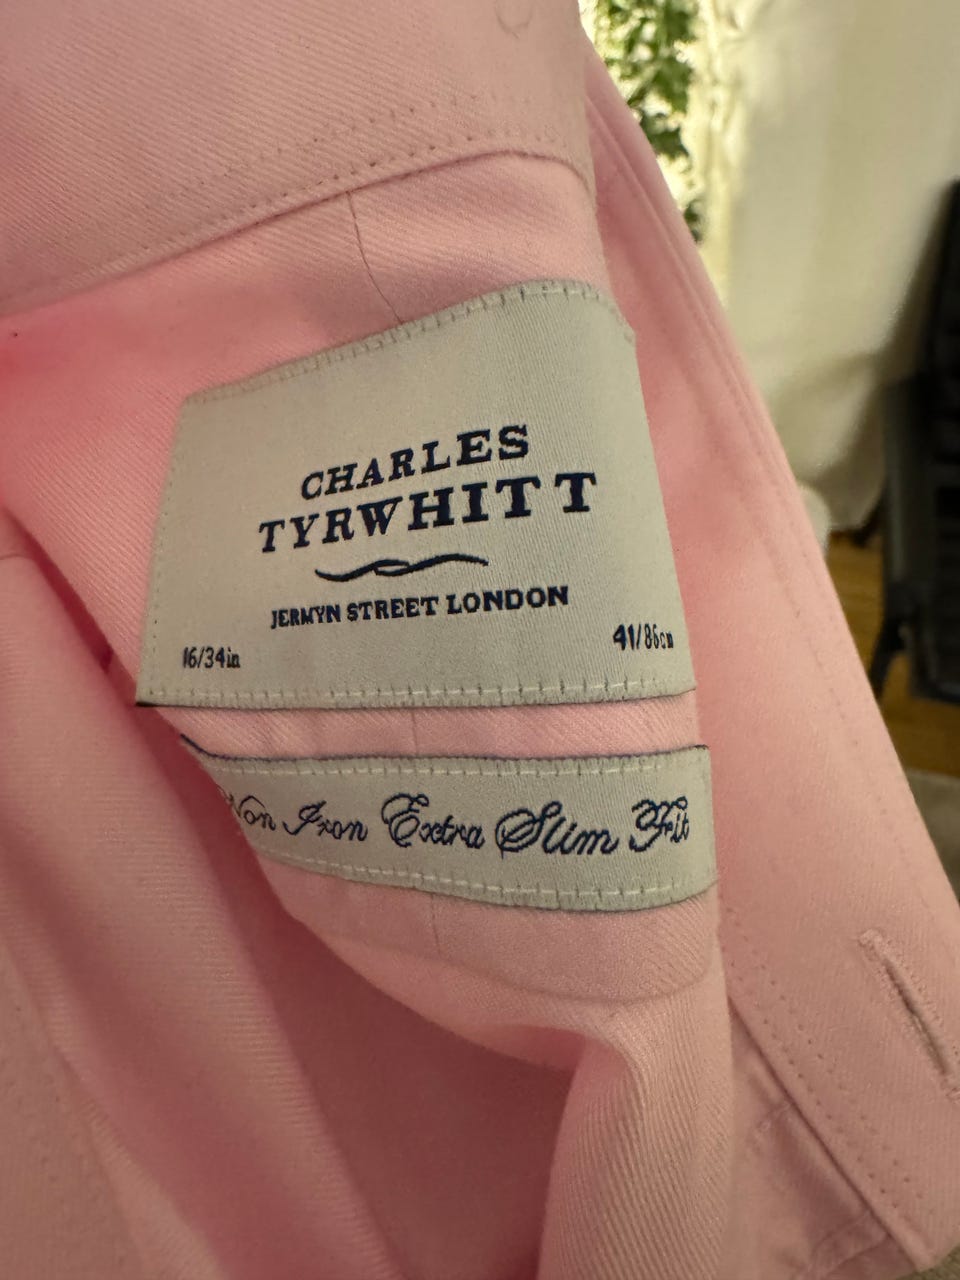 CHARLES
TYRWHITT
JERMYN STREET LONDON
16/34in 41/86cm
Non Iron Extra Slim Fit